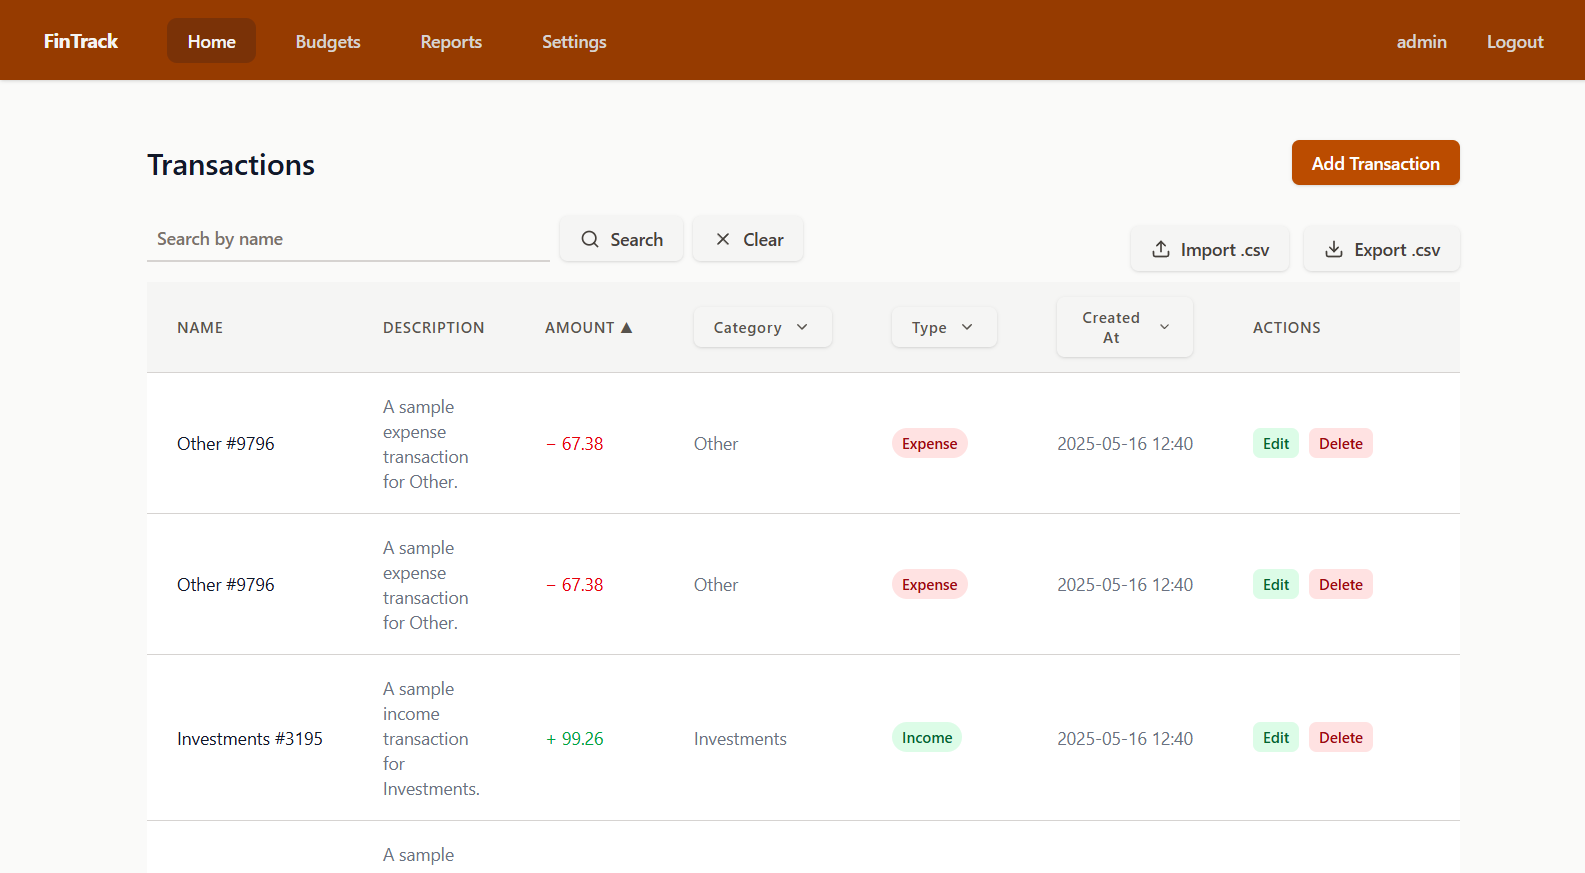 FinTrack Home Budgets Reports Settings admin Logout
Transactions Add Transaction
Search by name Search Clear Import .csv Export .csv
NAME DESCRIPTION AMOUNT ▲ Category Type Created At ACTIONS
Other #9796
A sample
expense
transaction
for Other.
− 67.38 Other Expense 2025-05-16 12:40 Edit Delete
Other #9796
A sample
expense
transaction
for Other.
− 67.38 Other Expense 2025-05-16 12:40 Edit Delete
Investments #3195
A sample
income
transaction
for
Investments.
+ 99.26 Investments Income 2025-05-16 12:40 Edit Delete
A sample